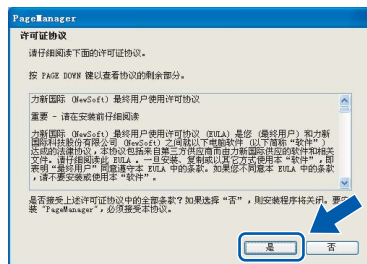 PageManager
许可证协议
请仔细阅读下面的许可证协议。
按 PAGE DOWN 键以查看协议的剩余部分。
力新国际 (NewSoft) 最终用户使用许可协议
重要 - 请在安装前仔细阅读
力新国际 (NewSoft) 最终用户使用许可协议 (EULA) 是您 (最终用户) 和力新
国际科技股份有限公司 (NewSoft) 之间就以下电脑软件 (以下简称“软件”)
达成的法律协议，本协议包括来自第三方供应商而由力新国际供应的软件和相关
文件。请仔细阅读此 EULA 。一旦安装、复制或以其它方式使用本“软件”，即
表明“最终用户”同意遵守本 EULA 中的条款。如果您不同意本 EULA 中的条款
，请不要安装或使用本“软件”。
是否接受上述许可证协议中的全部条款？如果选择“否”，则安装程序将关闭。要安
装“PageManager”，必须接受本协议。
是
否